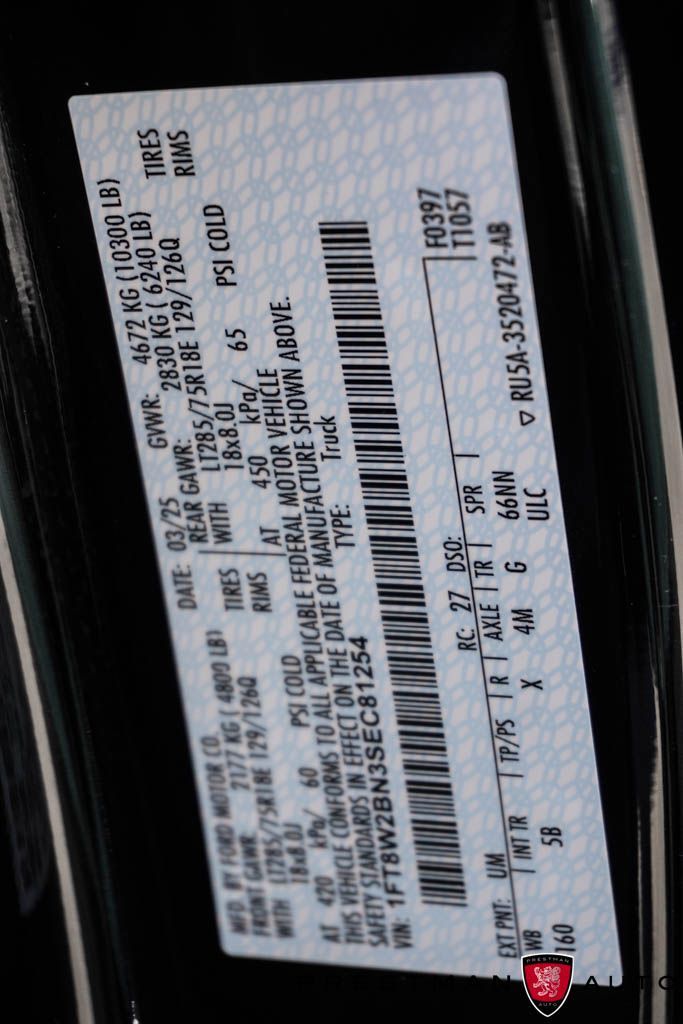 MFD. BY FORD MOTOR CO.
DATE: 03/25 GVWR: 4672 KG (10300 LB)
FRONT GAWR: 2177 KG ( 4800 LB) REAR GAWR: 2830 KG ( 6240 LB)
WITH LT285/75R18E 129/126Q TIRES WITH LT285/75R18E 129/126Q TIRES
18x8.0J RIMS 18x8.0J RIMS
AT 420 kPa/ 60 PSI COLD AT 450 kPa/ 65 PSI COLD
THIS VEHICLE CONFORMS TO ALL APPLICABLE FEDERAL MOTOR VEHICLE
SAFETY STANDARDS IN EFFECT ON THE DATE OF MANUFACTURE SHOWN ABOVE.
VIN: 1FT8W2BN3SEC81254 TYPE: Truck
F0397
T1057
EXT PNT: UM RC: 27 DSO:
WB INT TR TP/PS R AXLE TR SPR
160 5B X 4M G 66NN
ULC
▽ RU5A-3520472-AB
PRESTMAN AUTO
PRESTMAN
AUTO